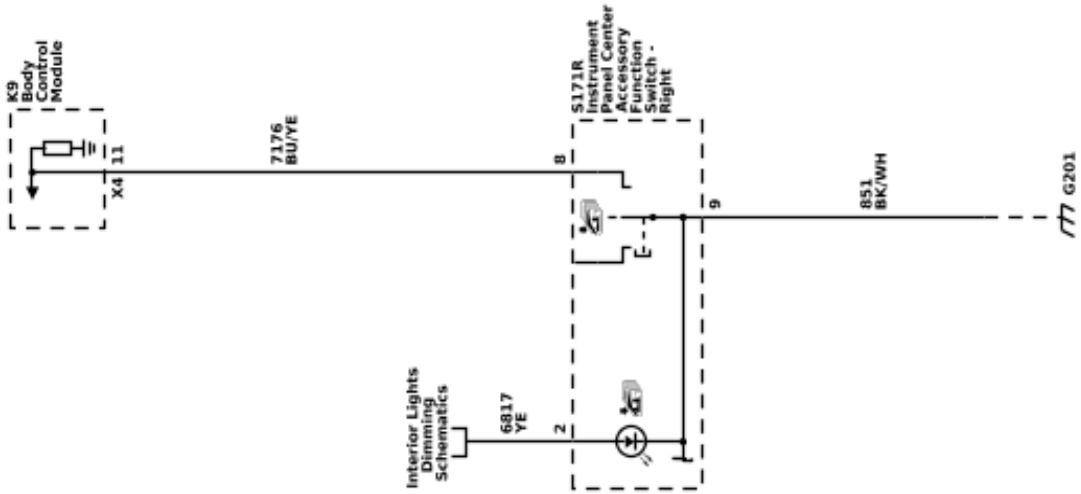 K9
Body
Control
Module
X4
11
7176
BU/YE
8
S171R
Instrument
Panel Center
Accessory
Function
Switch -
Right
9
851
BK/WH
G201
Interior Lights
Dimming
Schematics
6817
YE
2